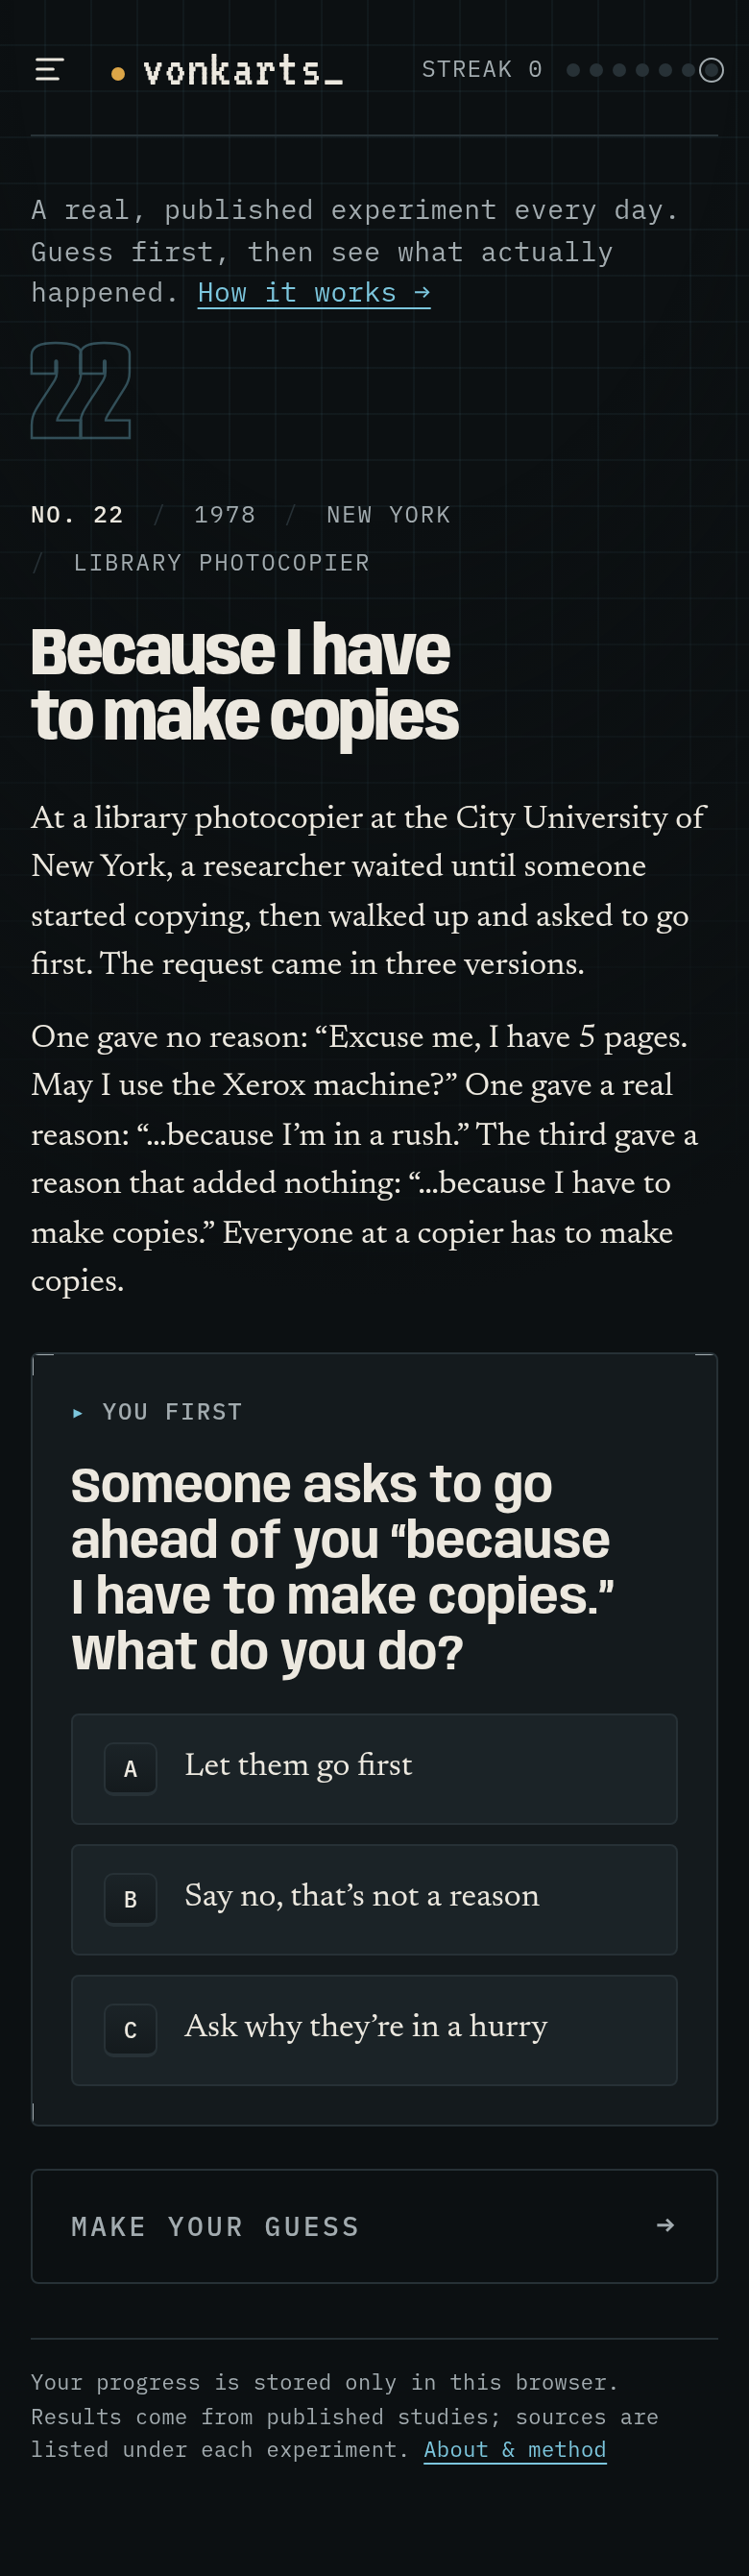 vonkarts_
STREAK 0
A real, published experiment every day.
Guess first, then see what actually
happened. How it works →
22
NO. 22 / 1978 / NEW YORK
/ LIBRARY PHOTOCOPIER
Because I have
to make copies
At a library photocopier at the City University of
New York, a researcher waited until someone
started copying, then walked up and asked to go
first. The request came in three versions.
One gave no reason: “Excuse me, I have 5 pages.
May I use the Xerox machine?” One gave a real
reason: “…because I’m in a rush.” The third gave a
reason that added nothing: “…because I have to
make copies.” Everyone at a copier has to make
copies.
▸ YOU FIRST
Someone asks to go
ahead of you “because
I have to make copies.”
What do you do?
A Let them go first
B Say no, that’s not a reason
C Ask why they’re in a hurry
MAKE YOUR GUESS →
Your progress is stored only in this browser.
Results come from published studies; sources are
listed under each experiment. About & method